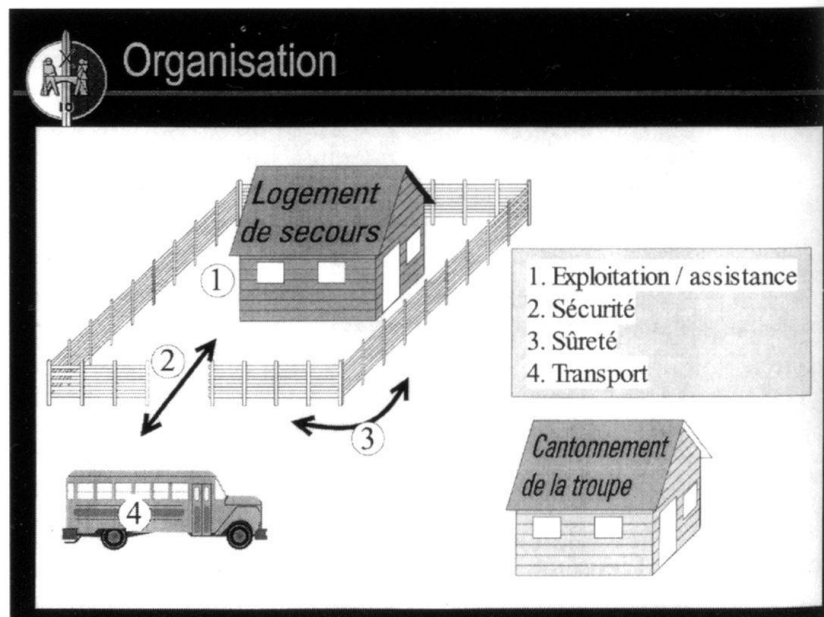 X
10
Organisation
Logement
de secours
1
2
3
4
1. Exploitation / assistance
2. Sécurité
3. Sûreté
4. Transport
Cantonnement
de la troupe